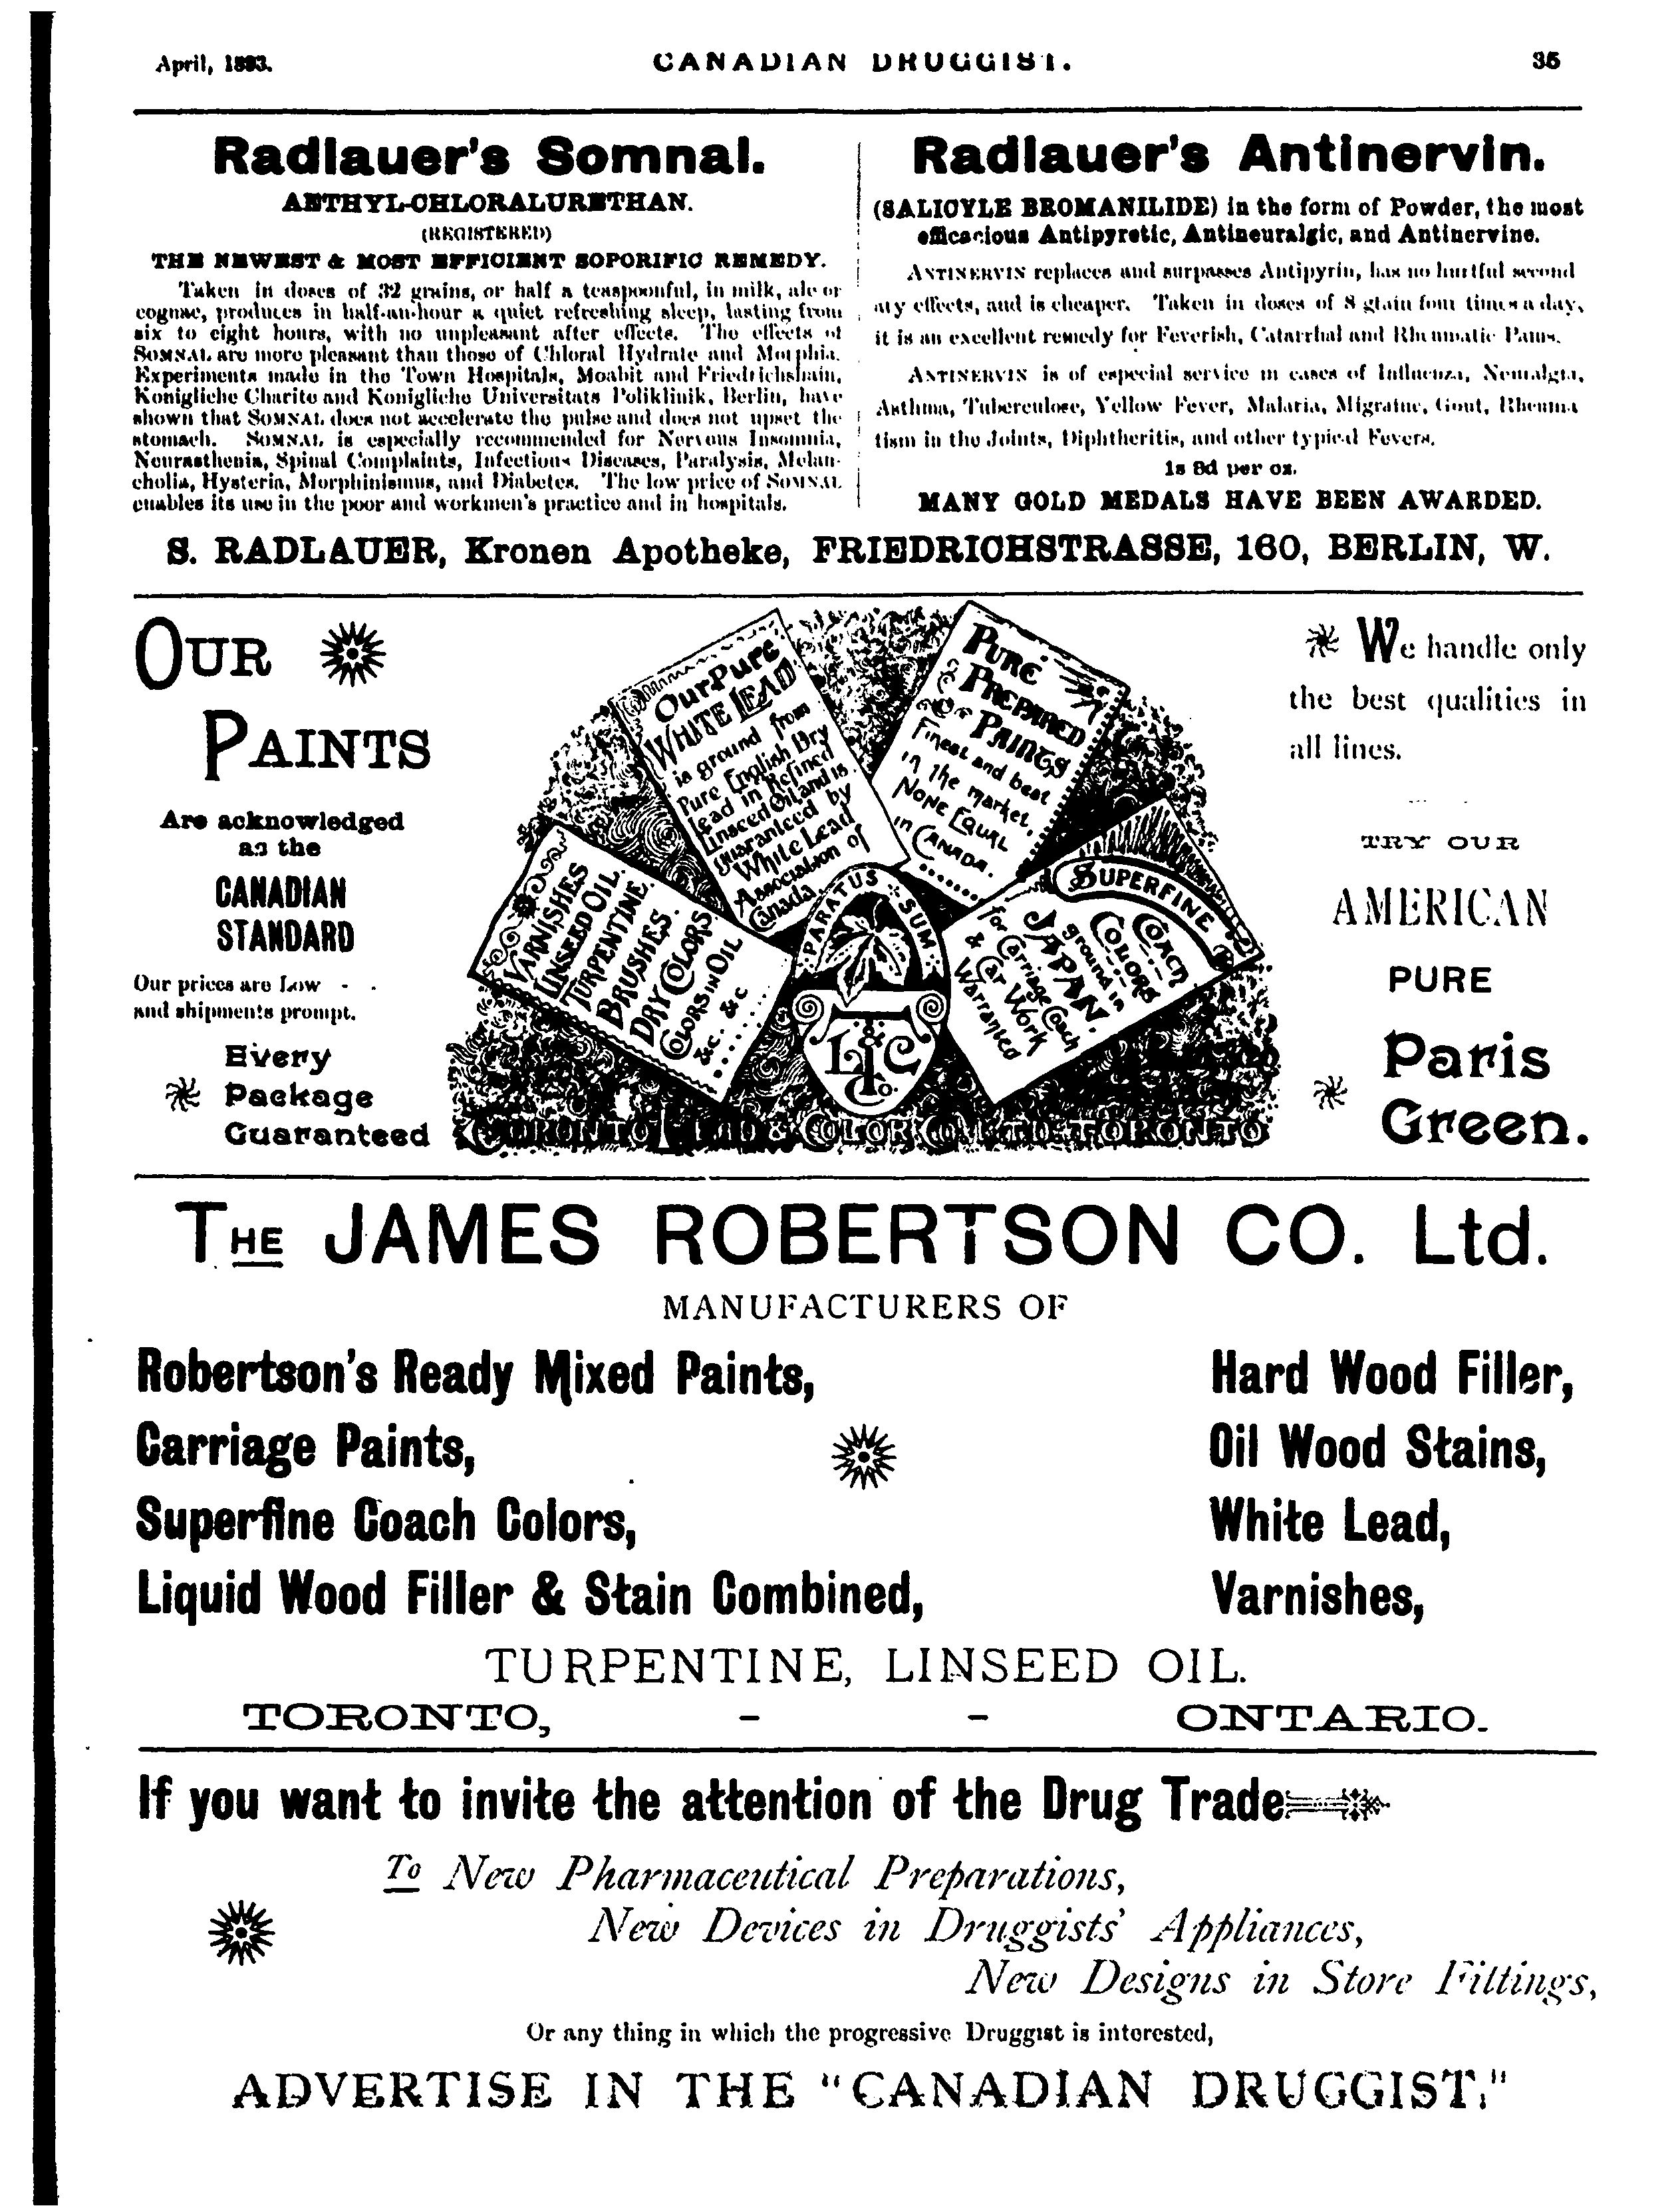 April, 1893.
CANADIAN DRUGGIST.
35
Radlauer's Somnal.
AETHYL-CHLORALURETHAN.
(REGISTERED)
THE NEWEST & MOST EFFICIENT SOPORIFIC REMEDY.
Taken in doses of 32 grains, or half a teaspoonful, in milk, ale or
cognac, produces in half-an-hour a quiet refreshing sleep, lasting from
six to eight hours, with no unpleasant after effects. The effects of
SOMNAL are more pleasant than those of Chloral Hydrate and Morphia.
Experiments made in the Town Hospitals, Moabit and Friedrichshain,
Konigliche Charite and Konigliche Universitats Poliklinik, Berlin, have
shown that SOMNAL does not accelerate the pulse and does not upset the
stomach. SOMNAL is especially recommended for Nervous Insomnia,
Neurasthenia, Spinal Complaints, Infectious Diseases, Paralysis, Melan-
cholia, Hysteria, Morphinismus, and Diabetes. The low price of SOMNAL
enables its use in the poor and workmen's practice and in hospitals.
Radlauer's Antinervin.
(SALICYLE BROMANILIDE) in the form of Powder, the most
efficacious Antipyretic, Antineuralgic, and Antinervine.
ANTINERVIN replaces and surpasses Antipyrin, has no hurtful second
ary effects, and is cheaper. Taken in doses of 8 grain four times a day,
it is an excellent remedy for Feverish, Catarrhal and Rheumatic Pains.
ANTINERVIN is of especial service in cases of Influenza, Neuralgia,
Asthma, Tuberculose, Yellow Fever, Malaria, Migraine, Gout, Rheuma
tism in the Joints, Diphtheritis, and other typical Fevers.
1s 8d per oz.
MANY GOLD MEDALS HAVE BEEN AWARDED.
S. RADLAUER, Kronen Apotheke, FRIEDRICHSTRASSE, 160, BERLIN, W.
OUR
PAINTS
Are acknowledged
as the
CANADIAN
STANDARD
Our prices are Low - -
and shipments prompt.
Every
Package
Guaranteed
VARNISHES
LINSEED OIL.
TURPENTINE.
BRUSHES.
DRY COLORS.
COLORS IN OIL
&c. &c
Our Pure
WHITE LEAD
is ground from
Pure English Dry
Lead in Refined
Linseed Oil and is
Guaranteed by
White Lead
Association of
Canada
PURE
PREPARED
PAINTS
Finest and best
in the market.
NONE EQUAL
IN CANADA.
SUPERFINE
COACH
COLORS
ground in
JAPAN.
for Carriage Coach
& Car Work
Warranted
PARATUS SUM
T L & C Co.
TORONTO LEAD & COLOR CO. LTD. TORONTO
We handle only
the best qualities in
all lines.
TRY OUR
AMERICAN
PURE
Paris
Green.
THE JAMES ROBERTSON CO. Ltd.
MANUFACTURERS OF
Robertson's Ready Mixed Paints,
Carriage Paints,
Superfine Coach Colors,
Liquid Wood Filler & Stain Combined,
Hard Wood Filler,
Oil Wood Stains,
White Lead,
Varnishes,
TURPENTINE, LINSEED OIL.
TORONTO, - - ONTARIO.
If you want to invite the attention of the Drug Trade
To New Pharmaceutical Preparations,
New Devices in Druggists' Appliances,
New Designs in Store Fittings,
Or any thing in which the progressive Druggist is interested,
ADVERTISE IN THE "CANADIAN DRUGGIST."